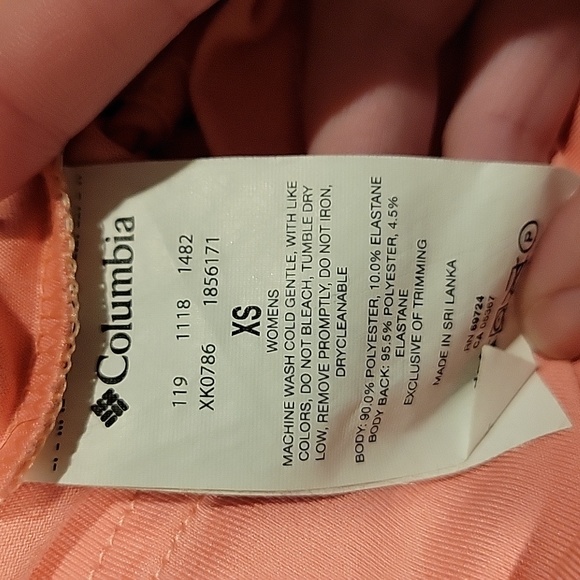 Columbia
119 1118 1482
XK0786 1856171
XS
WOMENS
MACHINE WASH COLD GENTLE, WITH LIKE
COLORS, DO NOT BLEACH, TUMBLE DRY
LOW, REMOVE PROMPTLY, DO NOT IRON,
DRYCLEANABLE
BODY: 90.0% POLYESTER, 10.0% ELASTANE
BODY BACK: 95.5% POLYESTER, 4.5%
ELASTANE
EXCLUSIVE OF TRIMMING
MADE IN SRI LANKA
RN 69724
CA 05367
P